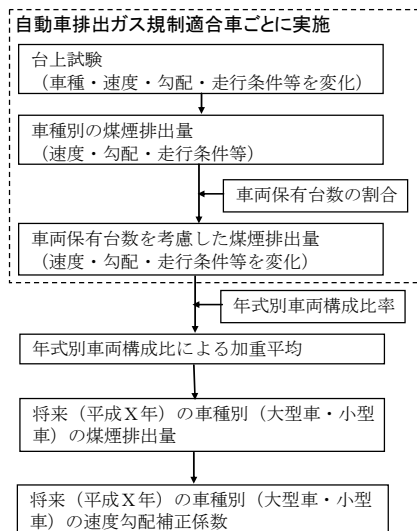 自動車排出ガス規制適合車ごとに実施
台上試験
（車種・速度・勾配・走行条件等を変化）
車種別の煤煙排出量
（速度・勾配・走行条件等）
車両保有台数の割合
車両保有台数を考慮した煤煙排出量
（速度・勾配・走行条件等を変化）
年式別車両構成比率
年式別車両構成比による加重平均
将来（平成Ｘ年）の車種別（大型車・小型
車）の煤煙排出量
将来（平成Ｘ年）の車種別（大型車・小型
車）の速度勾配補正係数